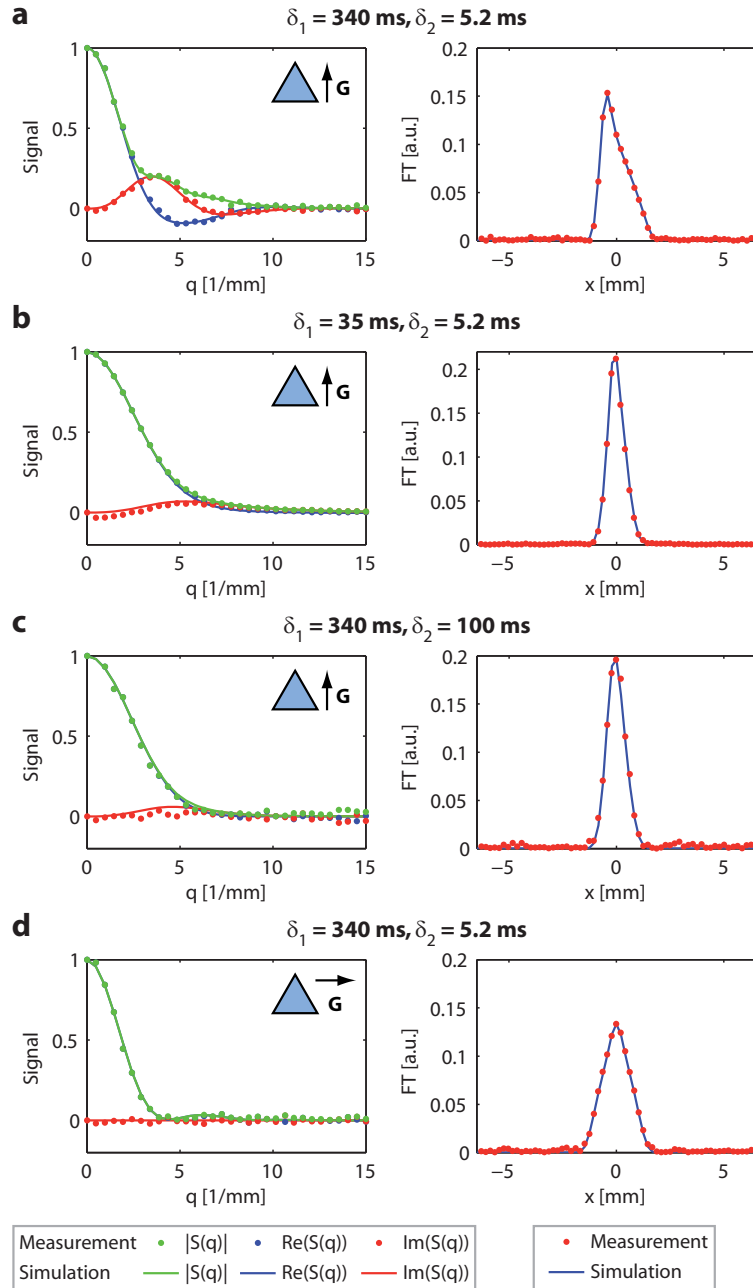 a
δ1 = 340 ms, δ2 = 5.2 ms
Signal
1
0.5
0
0 5 10 15
q [1/mm]
G
FT [a.u.]
0.2
0.15
0.1
0.05
0
−5 0 5
x [mm]
b
δ1 = 35 ms, δ2 = 5.2 ms
Signal
1
0.5
0
0 5 10 15
q [1/mm]
G
FT [a.u.]
0.2
0.15
0.1
0.05
0
−5 0 5
x [mm]
c
δ1 = 340 ms, δ2 = 100 ms
Signal
1
0.5
0
0 5 10 15
q [1/mm]
G
FT [a.u.]
0.2
0.15
0.1
0.05
0
−5 0 5
x [mm]
d
δ1 = 340 ms, δ2 = 5.2 ms
Signal
1
0.5
0
0 5 10 15
q [1/mm]
G
FT [a.u.]
0.2
0.15
0.1
0.05
0
−5 0 5
x [mm]
Measurement |S(q)| Re(S(q)) Im(S(q))
Simulation |S(q)| Re(S(q)) Im(S(q))
Measurement
Simulation